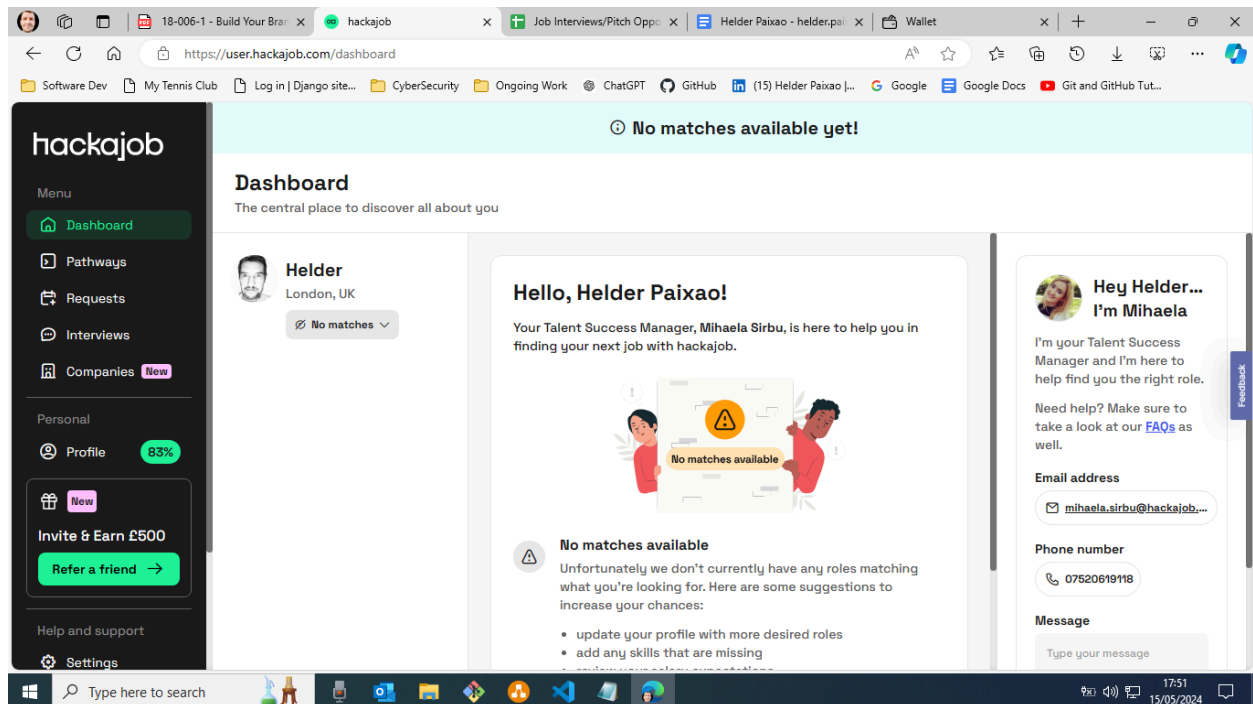 18-006-1 - Build Your Bran
hackajob
Job Interviews/Pitch Oppo
Helder Paixao - helder.pai
Wallet
https://user.hackajob.com/dashboard
Software Dev
My Tennis Club
Log in | Django site...
CyberSecurity
Ongoing Work
ChatGPT
GitHub
(15) Helder Paixao |...
Google
Google Docs
Git and GitHub Tut...
hackajob
Menu
Dashboard
Pathways
Requests
Interviews
Companies New
Personal
Profile 83%
New
Invite & Earn £500
Refer a friend
Help and support
Settings
No matches available yet!
Dashboard
The central place to discover all about you
Helder
London, UK
No matches
Hello, Helder Paixao!
Your Talent Success Manager, Mihaela Sirbu, is here to help you in
finding your next job with hackajob.
No matches available
No matches available
Unfortunately we don't currently have any roles matching
what you're looking for. Here are some suggestions to
increase your chances:
• update your profile with more desired roles
• add any skills that are missing
• review your salary expectations
Hey Helder...
I'm Mihaela
I'm your Talent Success
Manager and I'm here to
help find you the right role.
Need help? Make sure to
take a look at our FAQs as
well.
Email address
mihaela.sirbu@hackajob....
Phone number
07520619118
Message
Type your message
Feedback
Type here to search
17:51
15/05/2024